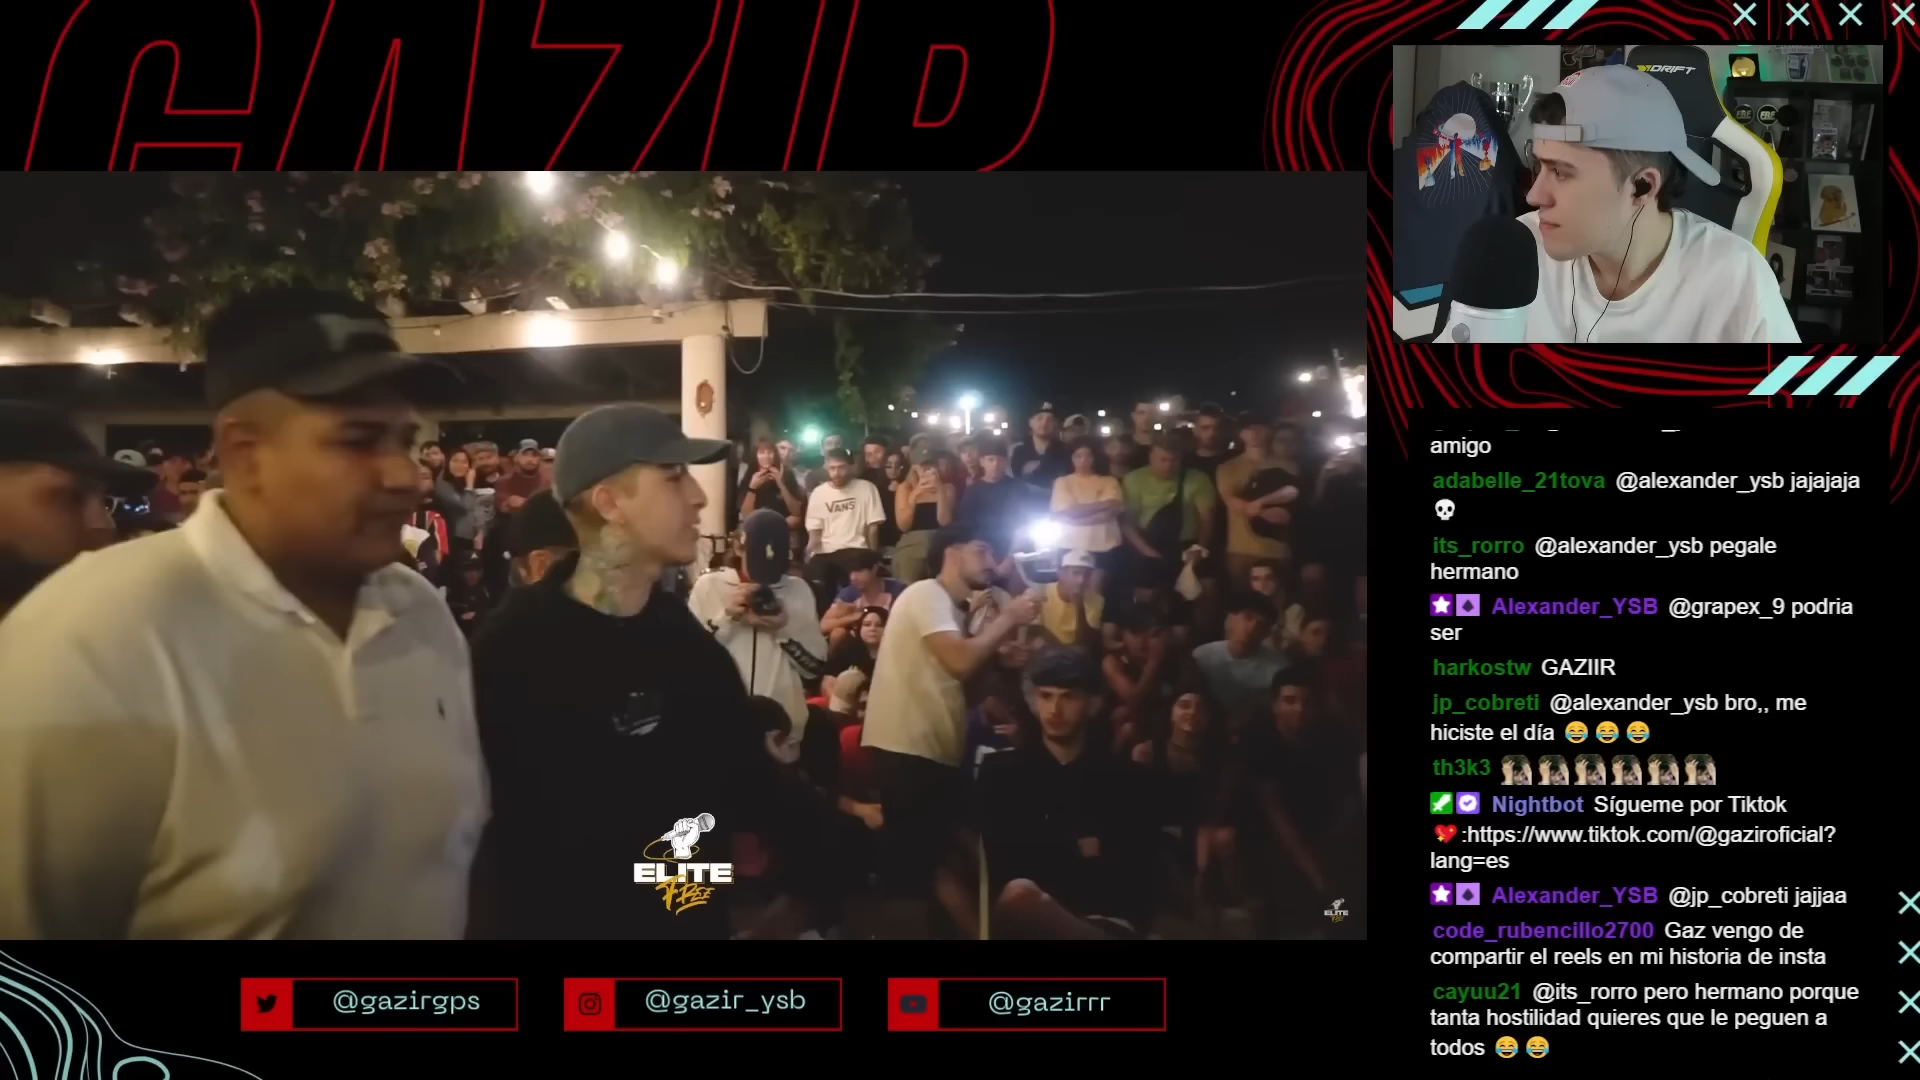 GAZIR
DRIFT
FBE
VANS
ELITE
FREE
ELITE
amigo
adabelle_21tova @alexander_ysb jajajaja
💀
its_rorro @alexander_ysb pegale
hermano
Alexander_YSB @grapex_9 podria
ser
harkostw GAZIIR
jp_cobreti @alexander_ysb bro,, me
hiciste el día 😂 😂 😂
th3k3
Nightbot Sígueme por Tiktok
💖:https://www.tiktok.com/@gaziroficial?
lang=es
Alexander_YSB @jp_cobreti jajjaa
code_rubencillo2700 Gaz vengo de
compartir el reels en mi historia de insta
cayuu21 @its_rorro pero hermano porque
tanta hostilidad quieres que le peguen a
todos 😂 😂
@gazirgps
@gazir_ysb
@gazirrr